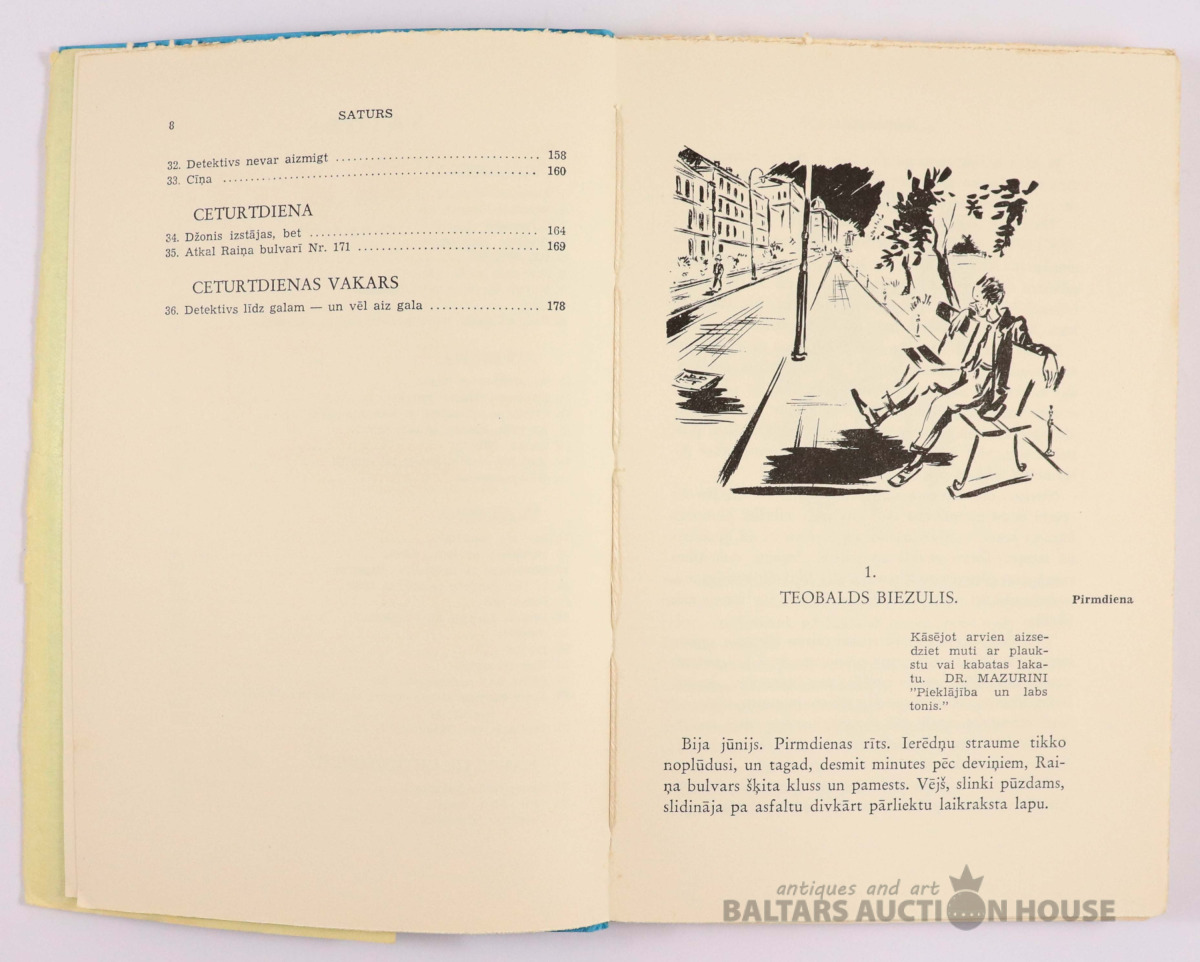 8
SATURS
32. Detektivs nevar aizmigt ................................ 158
33. Cīņa ................................................ 160
CETURTDIENA
34. Džonis izstājas, bet .................................... 164
35. Atkal Raiņa bulvarī Nr. 171 ............................ 169
CETURTDIENAS VAKARS
36. Detektivs līdz galam — un vēl aiz gala ................. 178
1.
TEOBALDS BIEZULIS.
Pirmdiena
Kāsējot arvien aizse-
dziet muti ar plauk-
stu vai kabatas laka-
tu. DR. MAZURINI
"Pieklājība un labs
tonis."
Bija jūnijs. Pirmdienas rīts. Ierēdņu straume tikko
noplūdusi, un tagad, desmit minutes pēc deviņiem, Rai-
ņa bulvars šķita kluss un pamests. Vējš, slinki pūzdams,
slidināja pa asfaltu divkārt pārliektu laikraksta lapu.
antiques and art
BALTARS AUCTION HOUSE